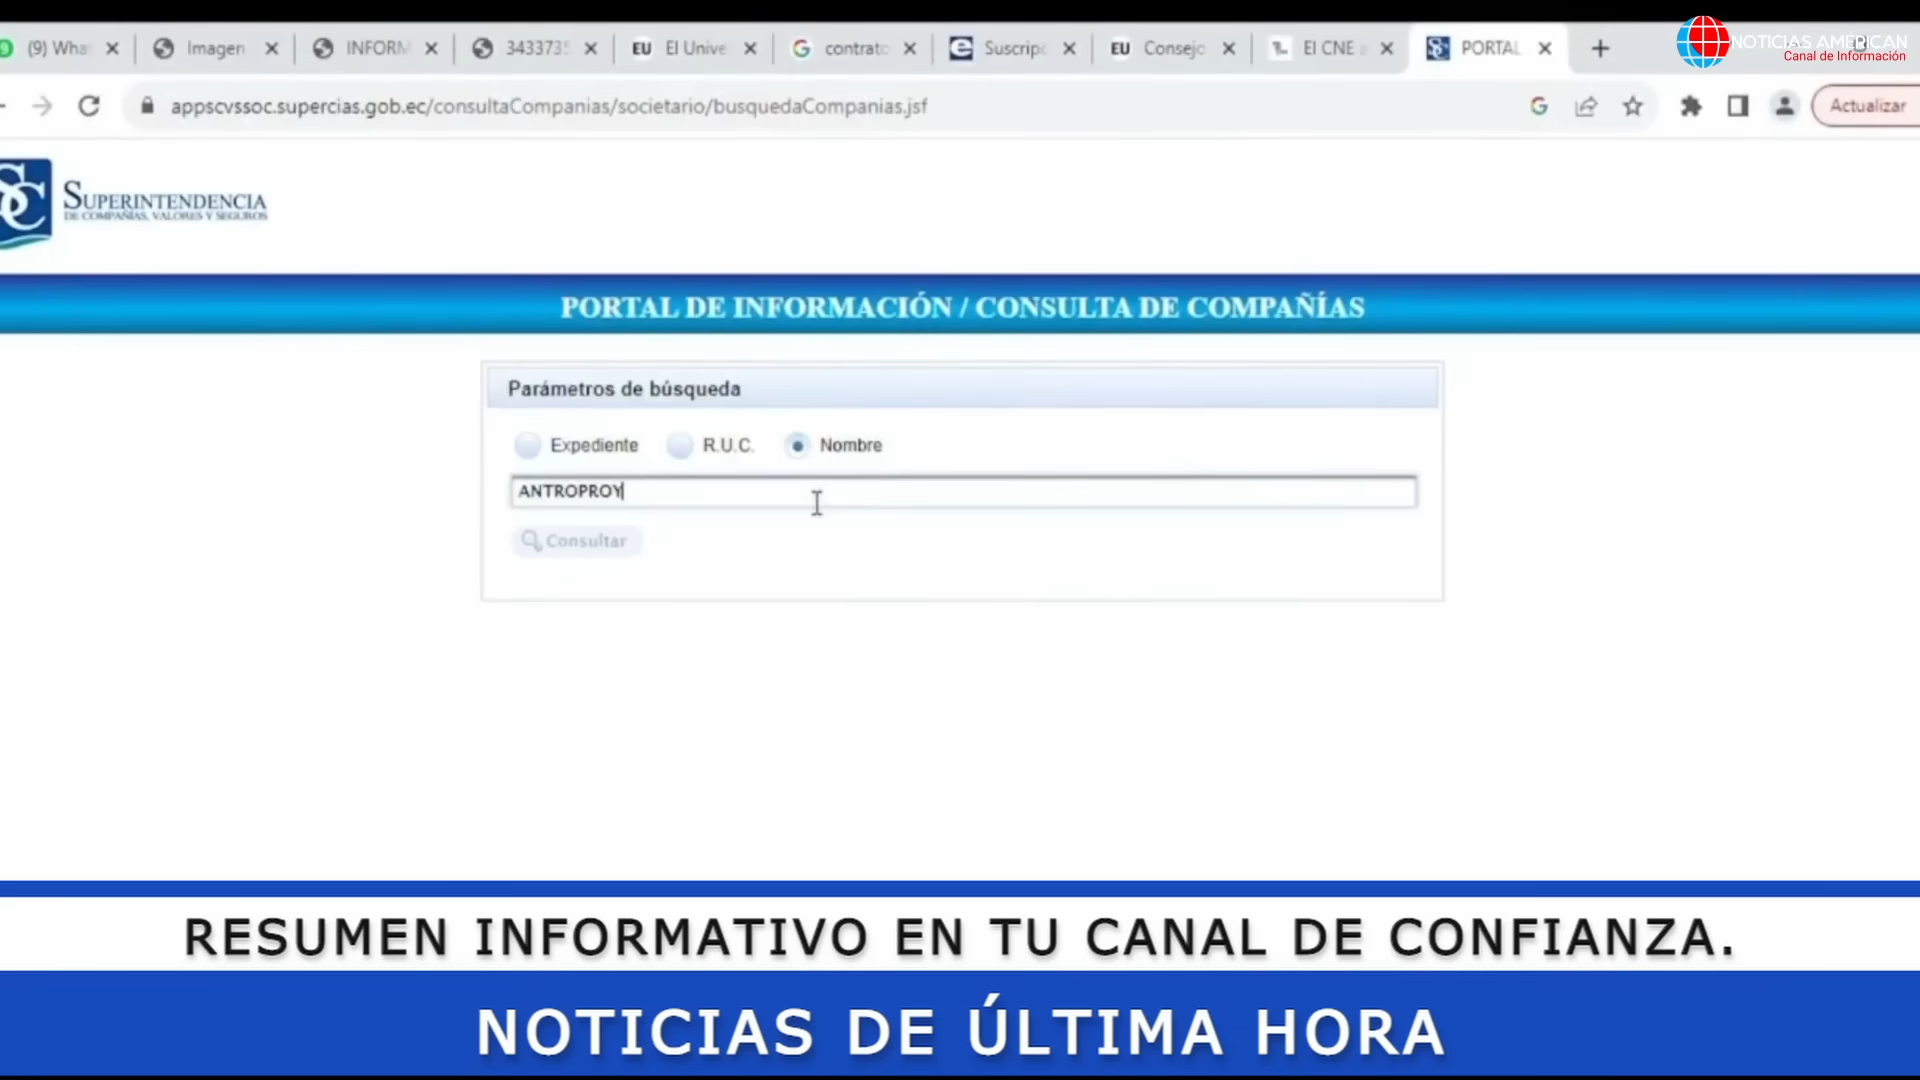 (9) Wha
Imagen
INFORM
343373
EU El Unive
contrato
Suscripc
EU Consejo
El CNE a
PORTAL
NOTICIAS AMÉRICAN
Canal de Información
appscvssoc.supercias.gob.ec/consultaCompanias/societario/busquedaCompanias.jsf
Actualizar
SUPERINTENDENCIA
DE COMPAÑÍAS, VALORES Y SEGUROS
PORTAL DE INFORMACIÓN / CONSULTA DE COMPAÑÍAS
Parámetros de búsqueda
Expediente R.U.C. Nombre
ANTROPROY
Consultar
RESUMEN INFORMATIVO EN TU CANAL DE CONFIANZA.
NOTICIAS DE ÚLTIMA HORA